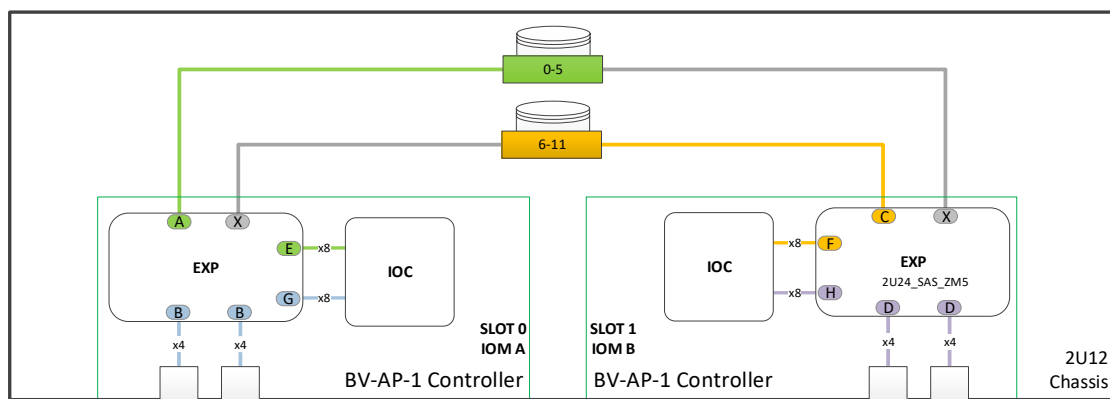 0-5
6-11
A
X
C
X
E
x8
IOC
EXP
G
x8
IOC
x8
F
EXP
2U24_SAS_ZM5
x8
H
B
B
D
D
SLOT 0
IOM A
SLOT 1
IOM B
x4
x4
x4
x4
BV-AP-1 Controller
BV-AP-1 Controller
2U12
Chassis